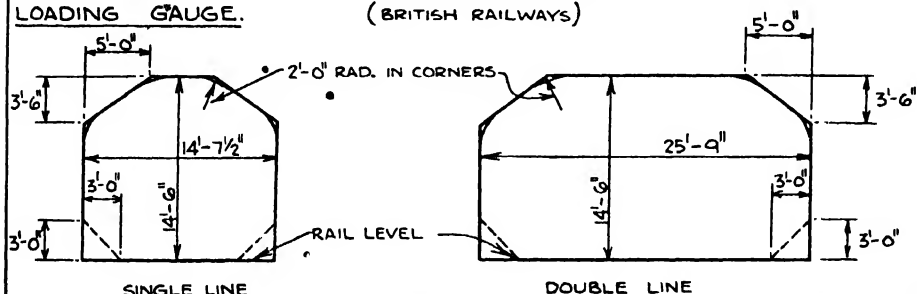 LOADING GAUGE. (BRITISH RAILWAYS)
5'-0" 5'-0"
2'-0" RAD. IN CORNERS
3'-6" 3'-6"
14'-7½" 25'-9"
3'-0" 14'-6" 14'-6" 3'-0"
3'-0" RAIL LEVEL 3'-0"
SINGLE LINE DOUBLE LINE